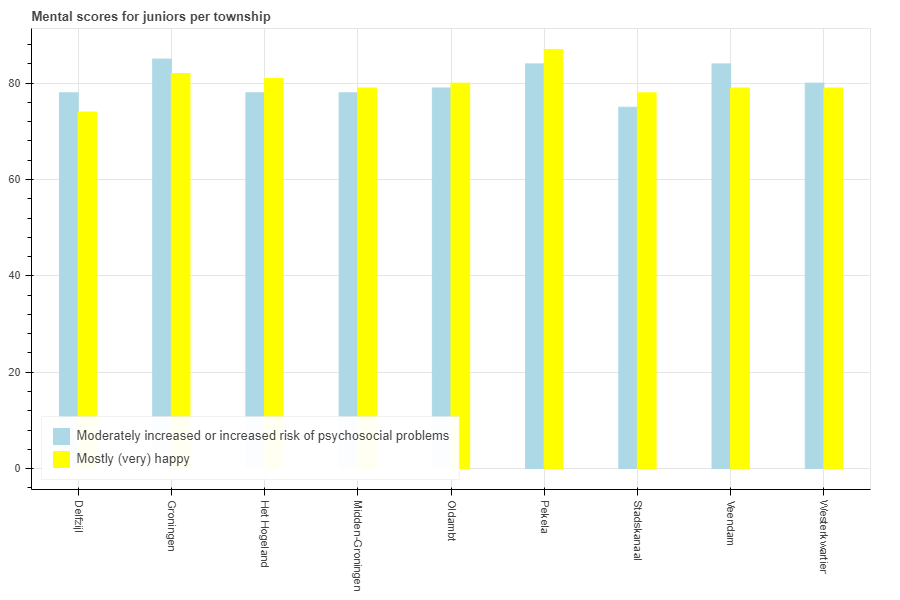 Mental scores for juniors per township
80
60
40
20
0
Moderately increased or increased risk of psychosocial problems
Mostly (very) happy
Delfzijl
Groningen
Het Hogeland
Midden-Groningen
Oldambt
Pekela
Stadskanaal
Veendam
Westerkwartier